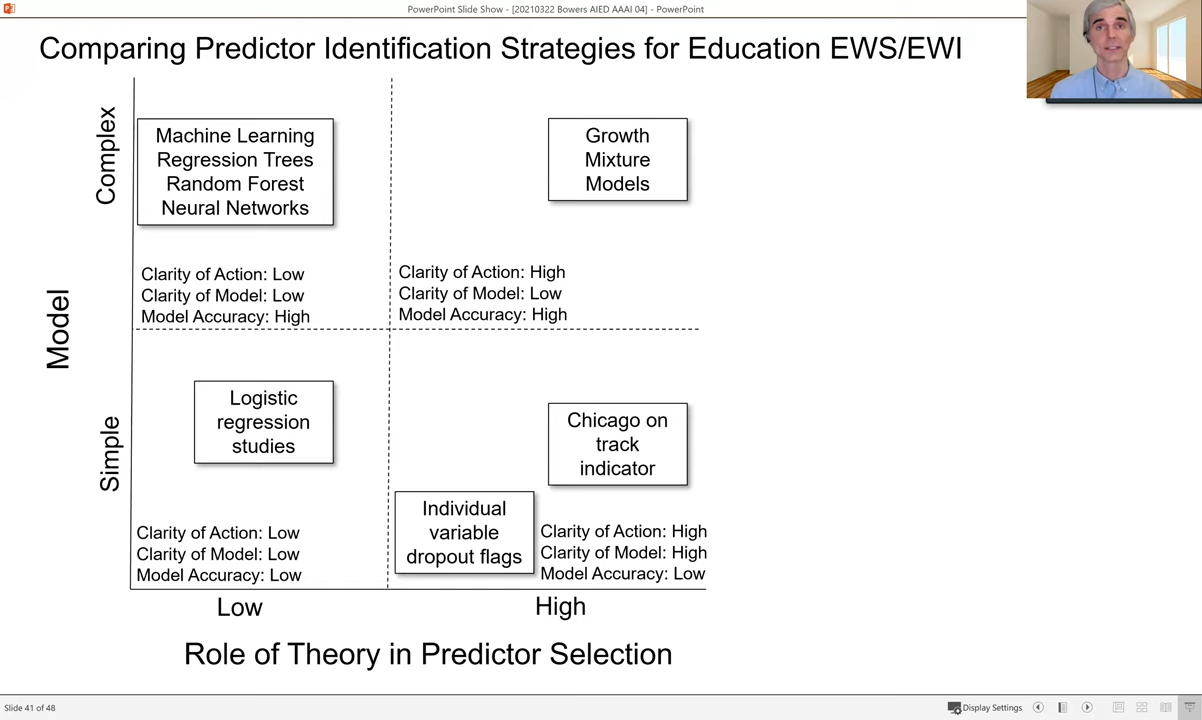 PowerPoint Slide Show - [20210322 Bowers AIED AAAI 04] - PowerPoint
Comparing Predictor Identification Strategies for Education EWS/EWI
Model
Complex
Machine Learning
Regression Trees
Random Forest
Neural Networks
Clarity of Action: Low
Clarity of Model: Low
Model Accuracy: High
Growth
Mixture
Models
Clarity of Action: High
Clarity of Model: Low
Model Accuracy: High
Simple
Logistic
regression
studies
Clarity of Action: Low
Clarity of Model: Low
Model Accuracy: Low
Chicago on
track
indicator
Individual
variable
dropout flags
Clarity of Action: High
Clarity of Model: High
Model Accuracy: Low
Low
High
Role of Theory in Predictor Selection
Slide 41 of 48
Display Settings